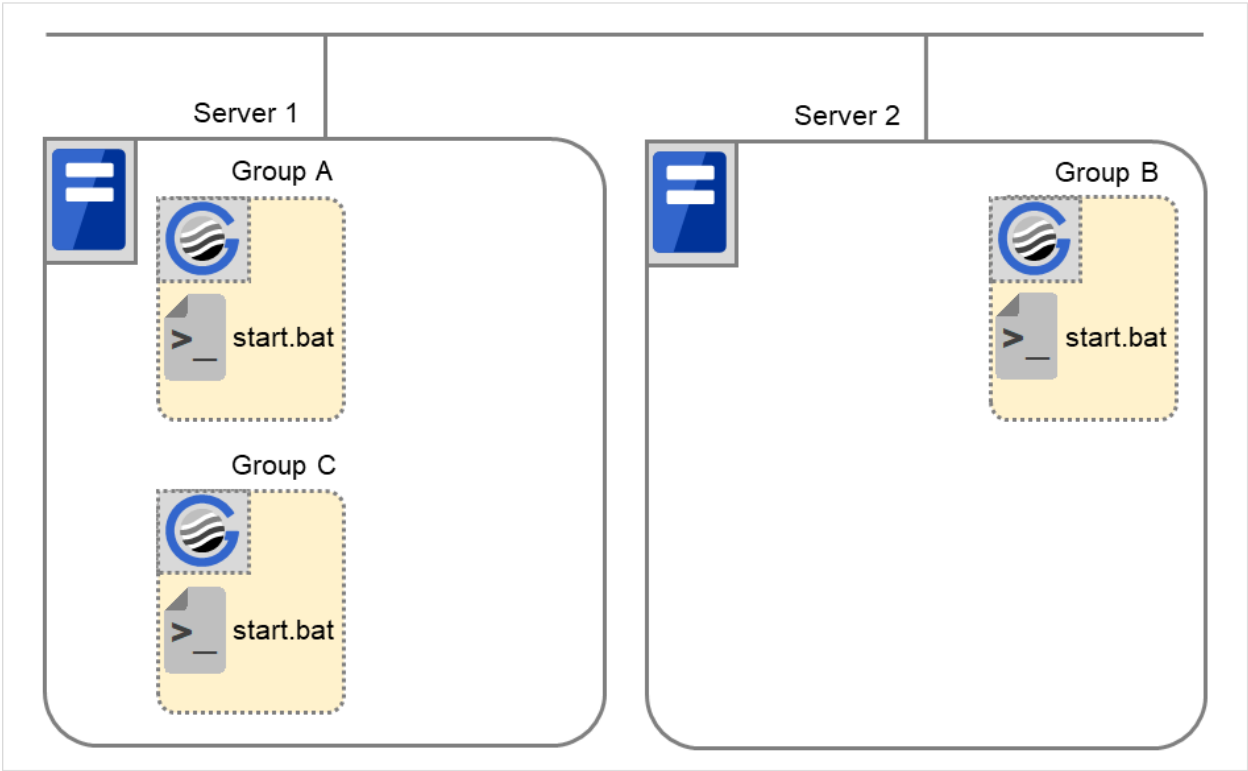 Server 1
Group A
start.bat
Group C
start.bat
Server 2
Group B
start.bat